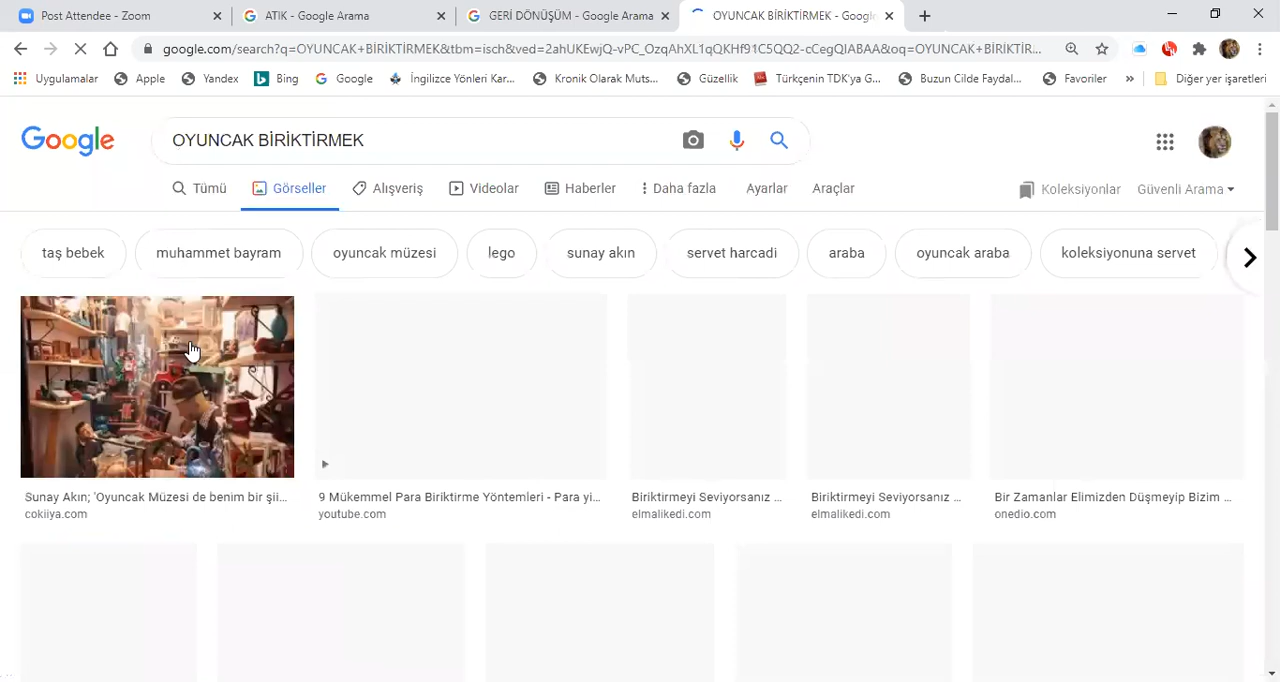 Post Attendee - Zoom
ATIK - Google Arama
GERİ DÖNÜŞÜM - Google Arama
OYUNCAK BİRİKTİRMEK - Google
google.com/search?q=OYUNCAK+BİRİKTİRMEK&tbm=isch&ved=2ahUKEwjQ-vPC_OzqAhXL1qQKHf91C5QQ2-cCegQIABAA&oq=OYUNCAK+BİRİKTİR...
Uygulamalar
Apple
Yandex
Bing
Google
İngilizce Yönleri Kar...
Kronik Olarak Muts...
Güzellik
Türkçenin TDK'ya G...
Buzun Cilde Faydal...
Favoriler
»
Diğer yer işaretleri
Google
OYUNCAK BİRİKTİRMEK
Tümü
Görseller
Alışveriş
Videolar
Haberler
Daha fazla
Ayarlar
Araçlar
Koleksiyonlar
Güvenli Arama
taş bebek
muhammet bayram
oyuncak müzesi
lego
sunay akın
servet harcadi
araba
oyuncak araba
koleksiyonuna servet
Sunay Akın; 'Oyuncak Müzesi de benim bir şii...
cokiiya.com
9 Mükemmel Para Biriktirme Yöntemleri - Para yi...
youtube.com
Biriktirmeyi Seviyorsanız ...
elmalikedi.com
Biriktirmeyi Seviyorsanız ...
elmalikedi.com
Bir Zamanlar Elimizden Düşmeyip Bizim ...
onedio.com